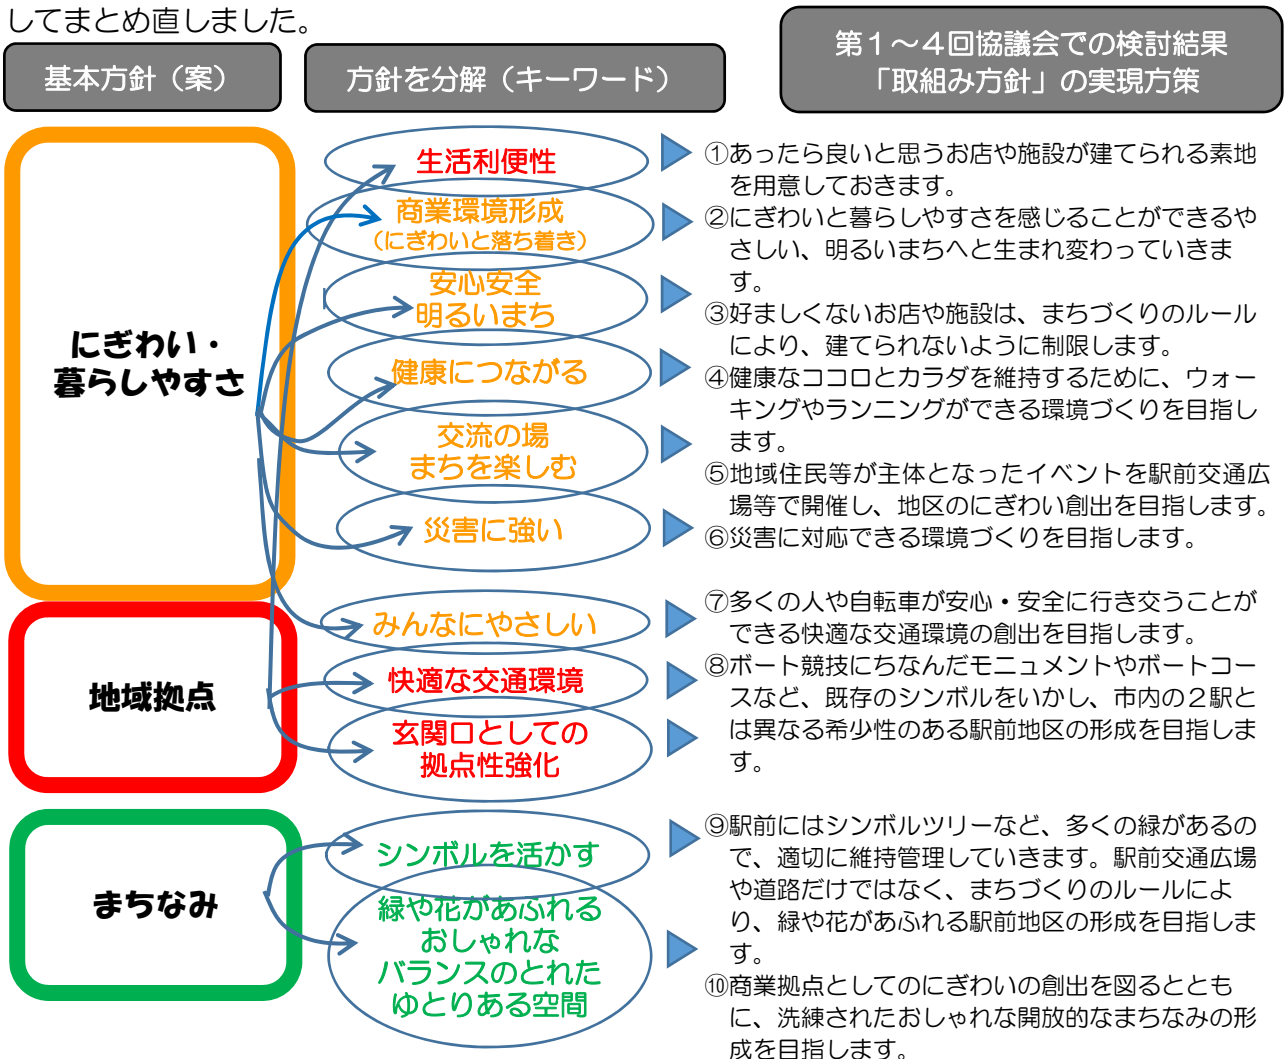 してまとめ直しました。
基本方針（案）
方針を分解（キーワード）
第１～４回協議会での検討結果
「取組み方針」の実現方策
にぎわい・
暮らしやすさ
地域拠点
まちなみ
生活利便性
商業環境形成
（にぎわいと落ち着き）
安心安全
明るいまち
健康につながる
交流の場
まちを楽しむ
災害に強い
みんなにやさしい
快適な交通環境
玄関口としての
拠点性強化
シンボルを活かす
緑や花があふれる
おしゃれな
バランスのとれた
ゆとりある空間
①あったら良いと思うお店や施設が建てられる素地
を用意しておきます。
②にぎわいと暮らしやすさを感じることができるや
さしい、明るいまちへと生まれ変わっていきま
す。
③好ましくないお店や施設は、まちづくりのルール
により、建てられないように制限します。
④健康なココロとカラダを維持するために、ウォー
キングやランニングができる環境づくりを目指し
ます。
⑤地域住民等が主体となったイベントを駅前交通広
場等で開催し、地区のにぎわい創出を目指します。
⑥災害に対応できる環境づくりを目指します。
⑦多くの人や自転車が安心・安全に行き交うことが
できる快適な交通環境の創出を目指します。
⑧ボート競技にちなんだモニュメントやボートコー
スなど、既存のシンボルをいかし、市内の２駅と
は異なる希少性のある駅前地区の形成を目指しま
す。
⑨駅前にはシンボルツリーなど、多くの緑があるの
で、適切に維持管理していきます。駅前交通広場
や道路だけではなく、まちづくりのルールによ
り、緑や花があふれる駅前地区の形成を目指しま
す。
⑩商業拠点としてのにぎわいの創出を図るととも
に、洗練されたおしゃれな開放的なまちなみの形
成を目指します。